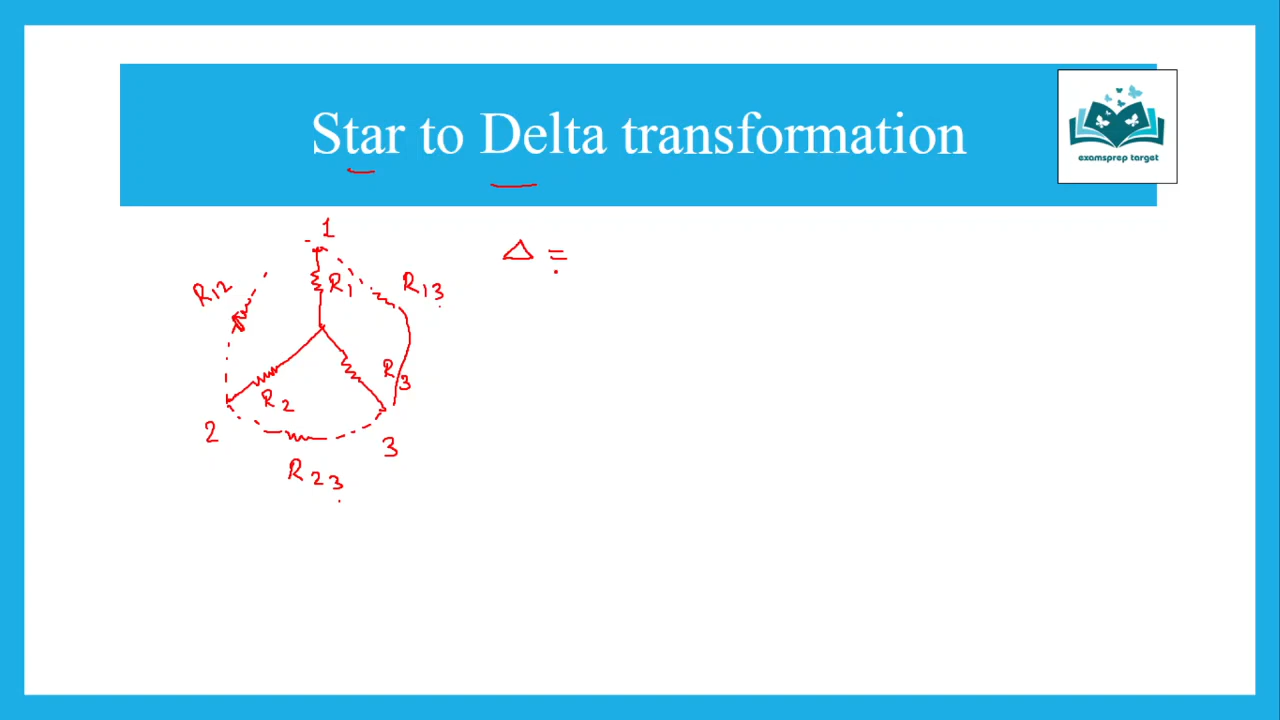 Star to Delta transformation
examsprep target
1
Δ =
R12
R1
R13
R3
R2
2
3
R23